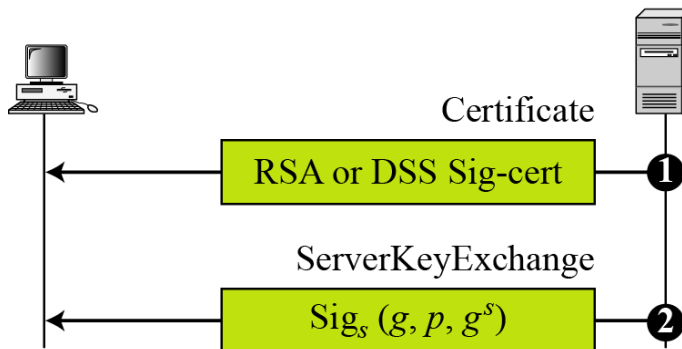 Certificate
RSA or DSS Sig-cert
1
ServerKeyExchange
Sigₛ (g, p, gˢ)
2